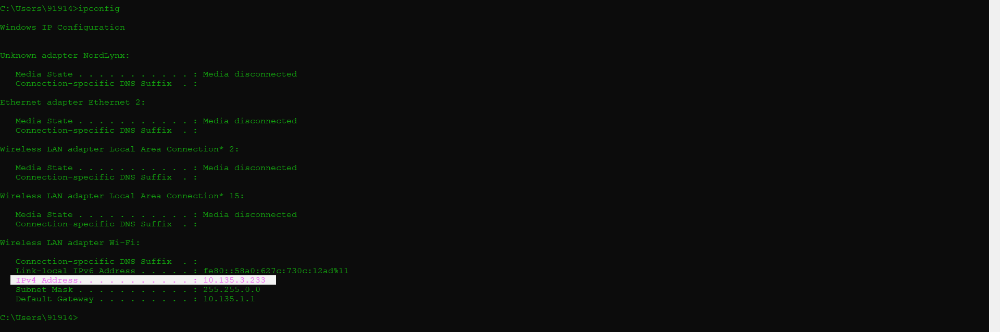 C:\Users\91914>ipconfig
Windows IP Configuration
Unknown adapter NordLynx:
   Media State . . . . . . . . . . . : Media disconnected
   Connection-specific DNS Suffix  . :
Ethernet adapter Ethernet 2:
   Media State . . . . . . . . . . . : Media disconnected
   Connection-specific DNS Suffix  . :
Wireless LAN adapter Local Area Connection* 2:
   Media State . . . . . . . . . . . : Media disconnected
   Connection-specific DNS Suffix  . :
Wireless LAN adapter Local Area Connection* 15:
   Media State . . . . . . . . . . . : Media disconnected
   Connection-specific DNS Suffix  . :
Wireless LAN adapter Wi-Fi:
   Connection-specific DNS Suffix  . :
   Link-local IPv6 Address . . . . . : fe80::58a0:627c:730c:12ad%11
   IPv4 Address. . . . . . . . . . . : 10.135.3.233
   Subnet Mask . . . . . . . . . . . : 255.255.0.0
   Default Gateway . . . . . . . . . : 10.135.1.1
C:\Users\91914>